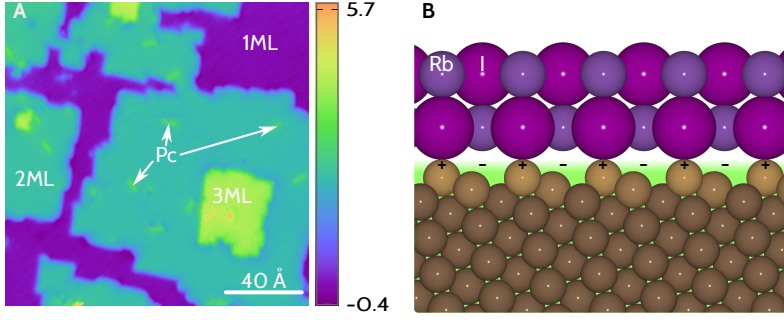 A
1ML
Pc
2ML
3ML
40 Å
5.7
−0.4
B
Rb
I
+ − + − + − + − +